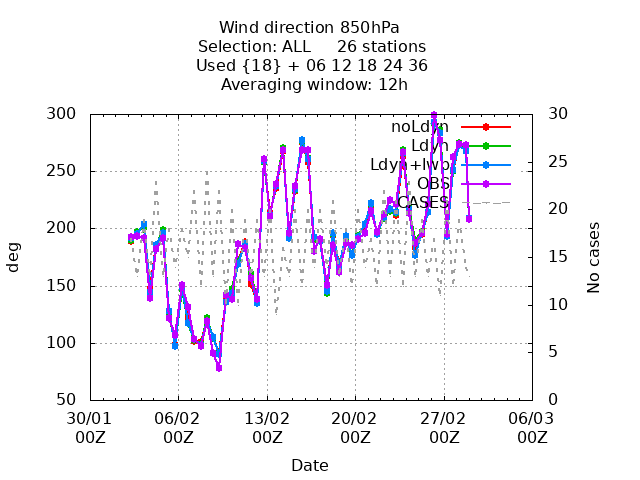 Wind direction 850hPa
Selection: ALL 26 stations
Used {18} + 06 12 18 24 36
Averaging window: 12h
300
250
200
150
100
50
deg
30
25
20
15
10
5
0
No cases
noLdyn
Ldyn
Ldyn+lwb
OBS
CASES
30/01 06/02 13/02 20/02 27/02 06/03
00Z 00Z 00Z 00Z 00Z 00Z
Date